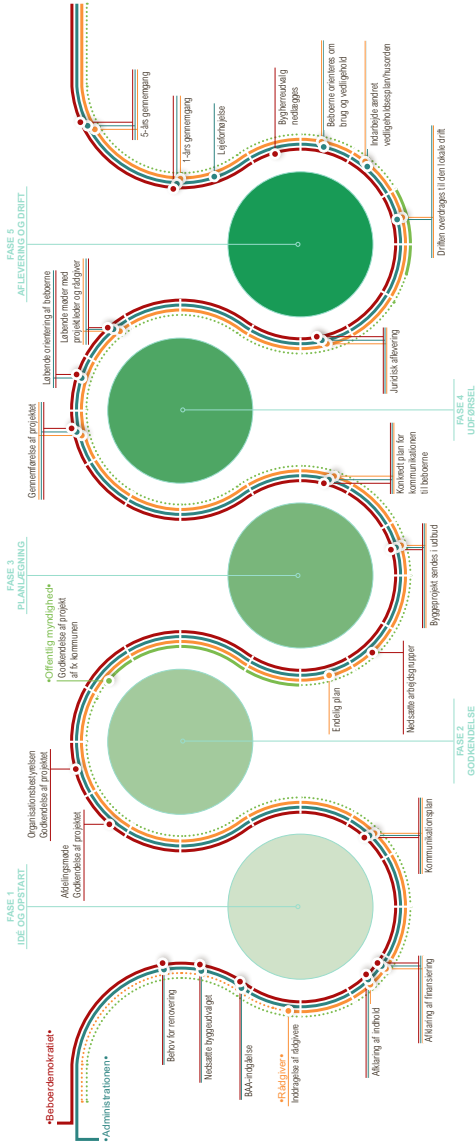 •Beboerdemokratiet•
•Administrationen•
FASE 1
IDÉ OG OPSTART
Behov for renovering
Nedsætte byggeudvalget
BAA-indgåelse
•Rådgiver•
Inddragelse af rådgivere
Afklaring af indhold
Afklaring af finansiering
Kommunikationsplan
FASE 2
GODKENDELSE
Afdelingsmøde
Godkendelse af projektet
Organisationsbestyrelsen
Godkendelse af projektet
•Offentlig myndighed•
Godkendelse af projekt
af fx kommunen
FASE 3
PLANLÆGNING
Endelig plan
Nedsætte arbejdsgrupper
Byggeprojekt sendes i udbud
Konkrédt plan for
kommunikationen
til beboerne
FASE 4
UDFØRSEL
Gennemførelse af projektet
Løbende orientering af beboerne
Løbende møder med
projektleder og rådgiver
Juridisk aflevering
FASE 5
AFLEVERING OG DRIFT
Driften overdrages til den lokale drift
Indarbejde ændret
vedligeholdsesplan/husorden
Beboerne orienteres om
brug og vedligehold
Bygherreudvalg
nedlægges
Lejeforhøjelse
1-års gennemgang
5-års gennemgang